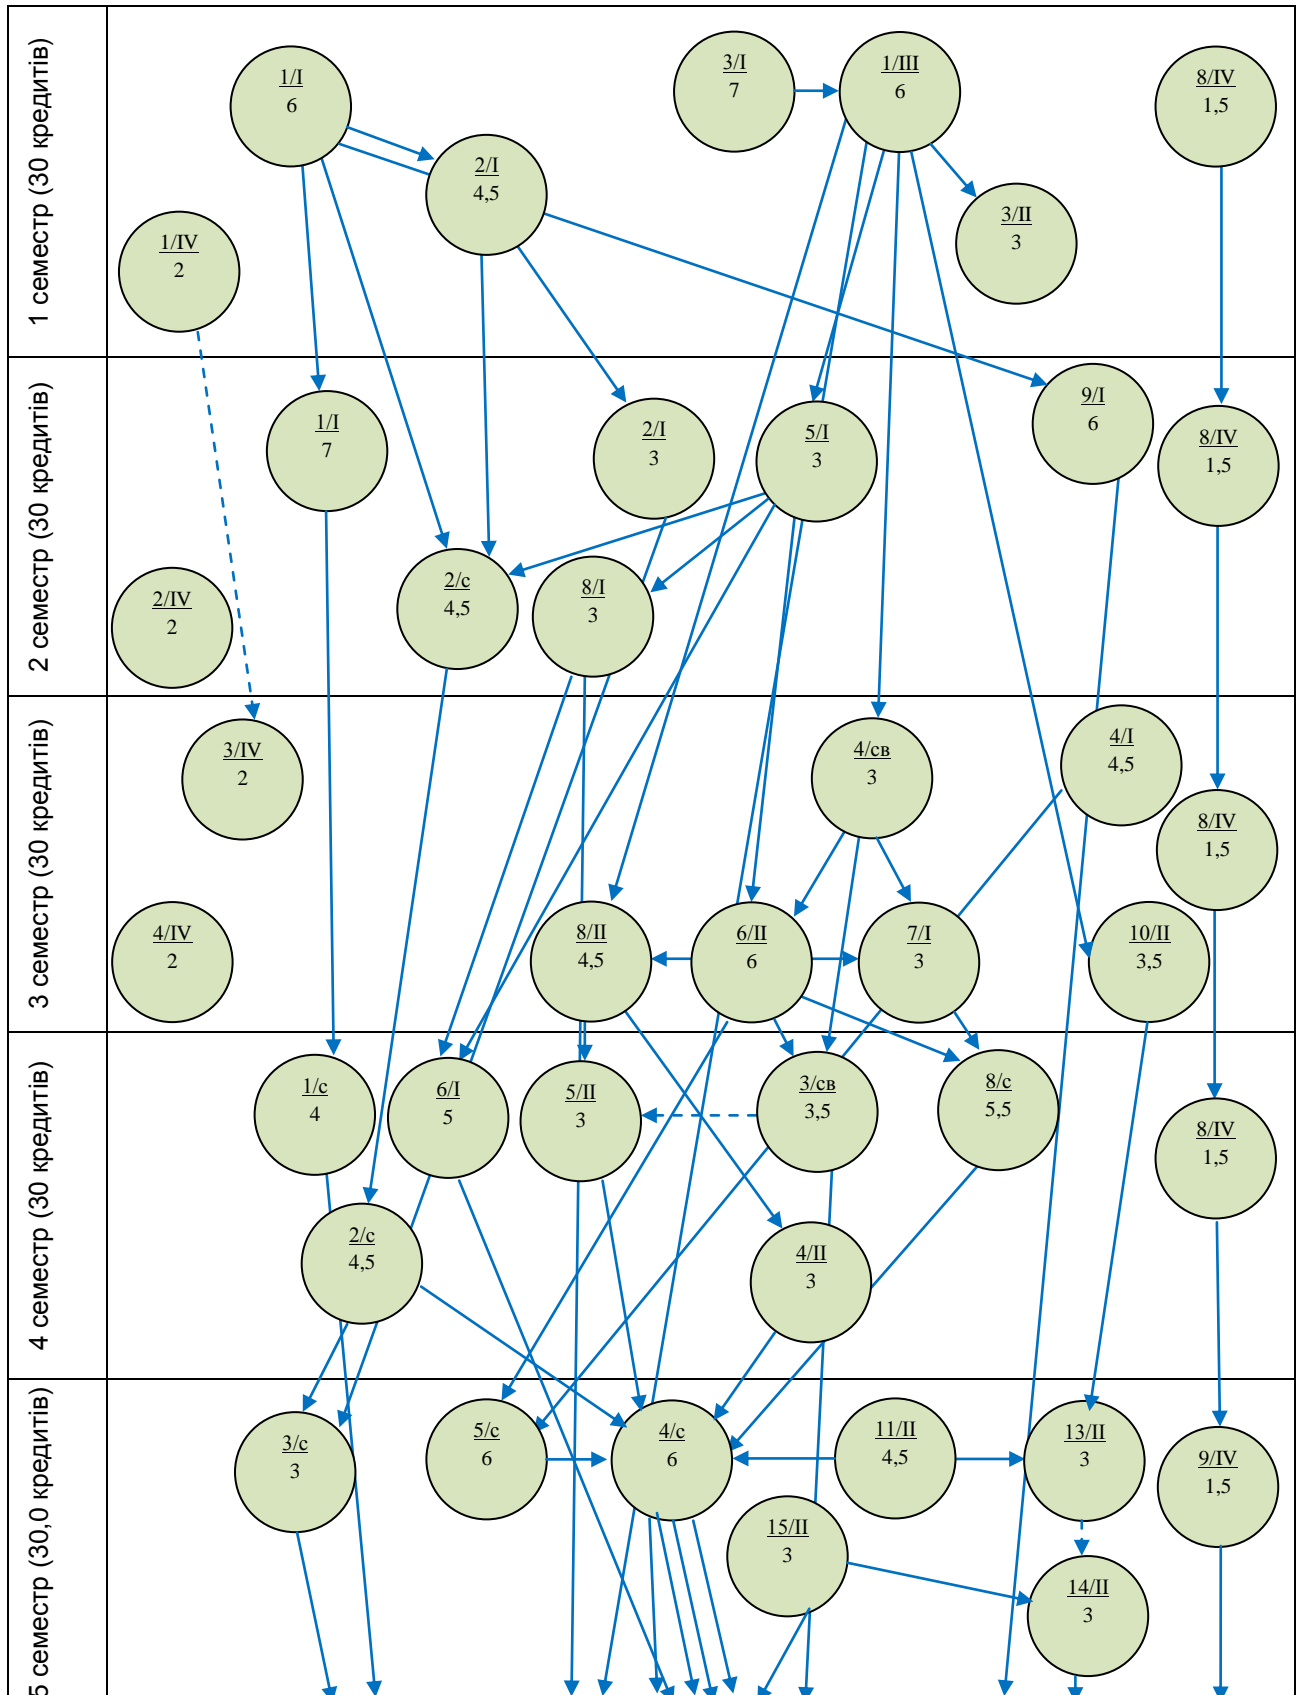 1 семестр (30 кредитів)
1/I
6
3/I
7
1/III
6
8/IV
1,5
2/I
4,5
3/II
3
1/IV
2
2 семестр (30 кредитів)
1/I
7
2/I
3
5/I
3
9/I
6
8/IV
1,5
2/с
4,5
8/I
3
2/IV
2
3 семестр (30 кредитів)
3/IV
2
4/св
3
4/I
4,5
8/IV
1,5
4/IV
2
8/II
4,5
6/II
6
7/I
3
10/II
3,5
4 семестр (30 кредитів)
1/с
4
6/I
5
5/II
3
3/св
3,5
8/с
5,5
8/IV
1,5
2/с
4,5
4/II
3
5 семестр (30,0 кредитів)
3/с
3
5/с
6
4/с
6
11/II
4,5
13/II
3
9/IV
1,5
15/II
3
14/II
3